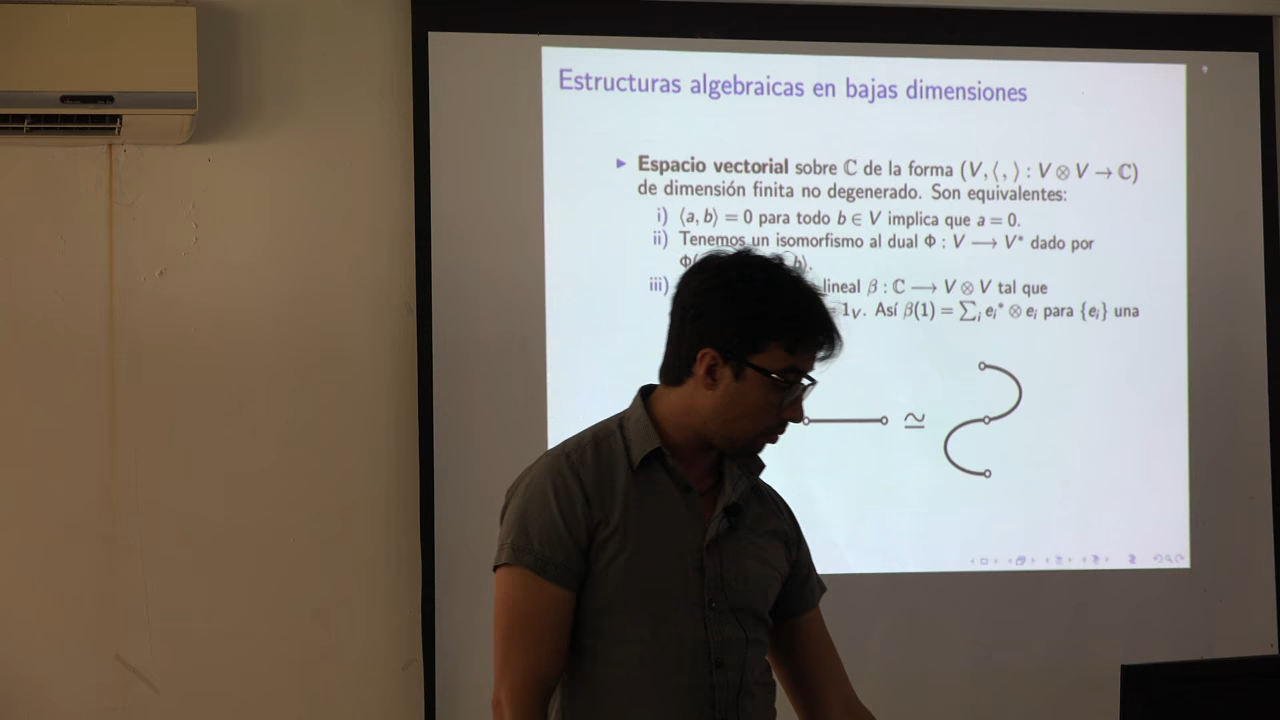 Estructuras algebraicas en bajas dimensiones
▶ Espacio vectorial sobre ℂ de la forma (V, ⟨ , ⟩ : V ⊗ V → ℂ)
de dimensión finita no degenerado. Son equivalentes:
i) ⟨a, b⟩ = 0 para todo b ∈ V implica que a = 0.
ii) Tenemos un isomorfismo al dual Φ : V ⟶ V* dado por
Φ( b⟩.
iii) lineal β : ℂ ⟶ V ⊗ V tal que
= 1_V. Así β(1) = ∑_i e_i* ⊗ e_i para {e_i} una
≃